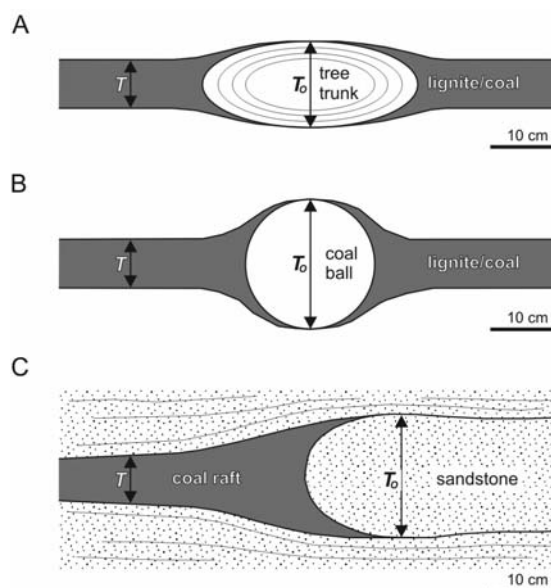 A
T
To
tree
trunk
lignite/coal
10 cm
B
T
To
coal
ball
lignite/coal
10 cm
C
T
coal raft
To
sandstone
10 cm